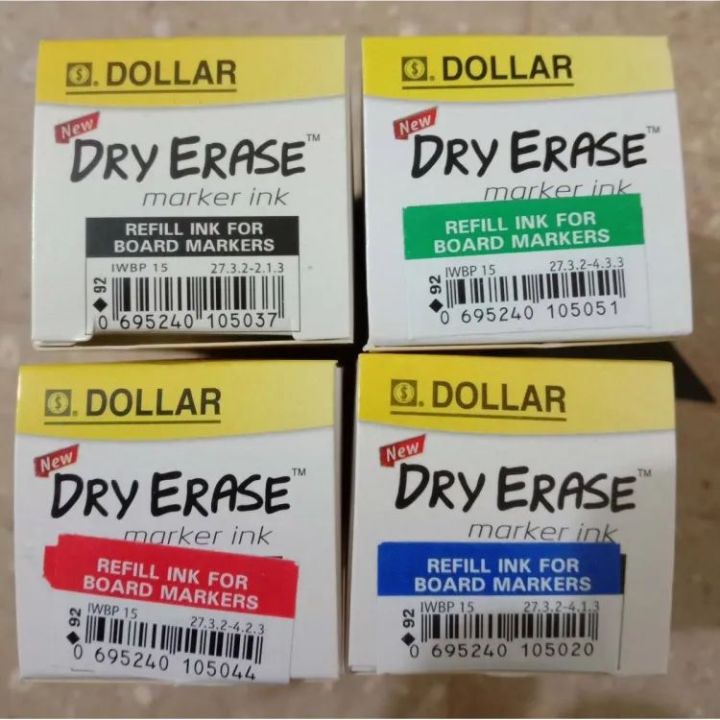 $. DOLLAR
New
DRY ERASE™
marker ink
REFILL INK FOR
BOARD MARKERS
IWBP 15 27.3.2-2.1.3
◆ 92
0 695240 105037
$. DOLLAR
New
DRY ERASE™
marker ink
REFILL INK FOR
BOARD MARKERS
IWBP 15 27.3.2-4.3.3
◆ 92
0 695240 105051
$. DOLLAR
New
DRY ERASE™
marker ink
REFILL INK FOR
BOARD MARKERS
IWBP 15 27.3.2-4.2.3
◆ 92
0 695240 105044
$. DOLLAR
New
DRY ERASE™
marker ink
REFILL INK FOR
BOARD MARKERS
IWBP 15 27.3.2-4.1.3
◆ 92
0 695240 105020